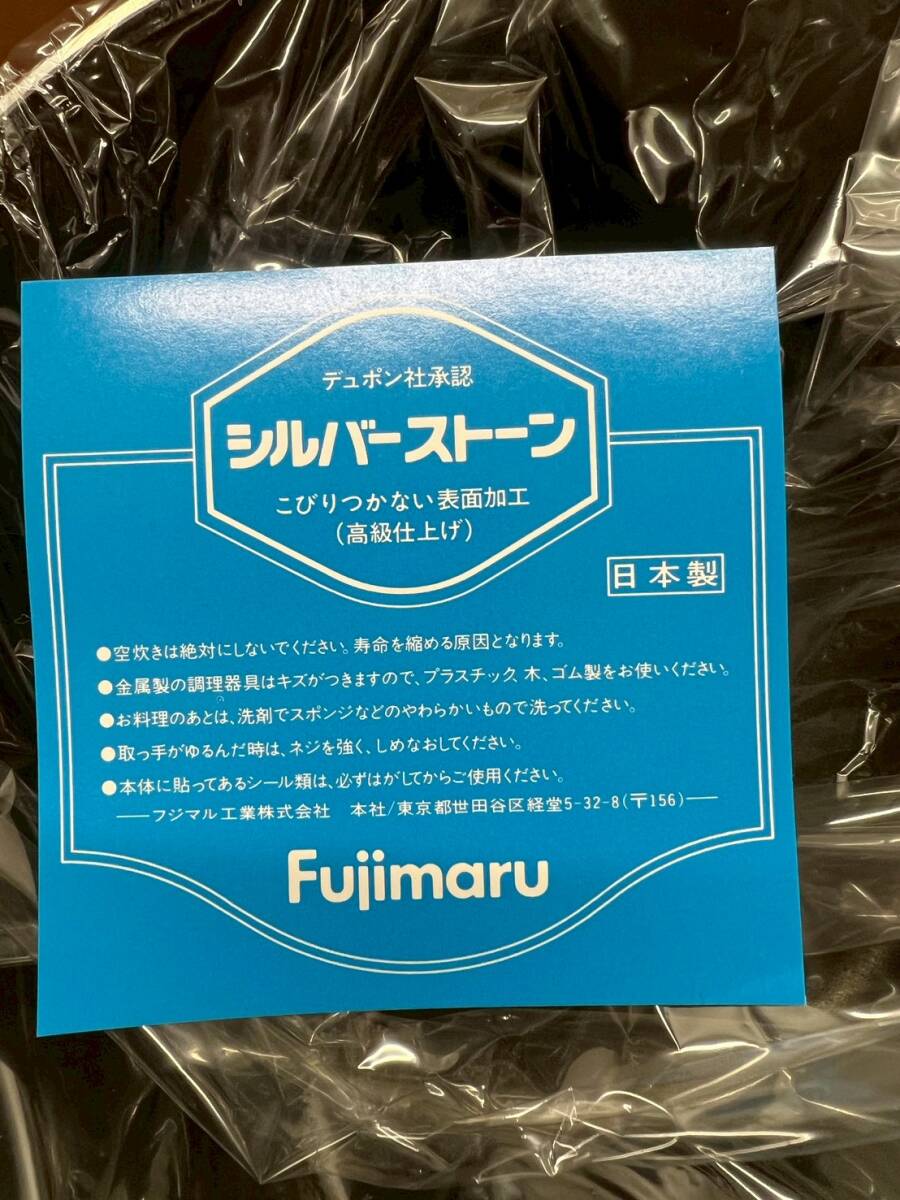 デュポン社承認
シルバーストーン
こびりつかない表面加工
(高級仕上げ)
日本製
●空炊きは絶対にしないでください。寿命を縮める原因となります。
●金属製の調理器具はキズがつきますので、プラスチック、木、ゴム製をお使いください。
●お料理のあとは、洗剤でスポンジなどのやわらかいもので洗ってください。
●取っ手がゆるんだ時は、ネジを強く、しめなおしてください。
●本体に貼ってあるシール類は、必ずはがしてからご使用ください。
──フジマル工業株式会社 本社/東京都世田谷区経堂5-32-8(〒156)──
Fujimaru